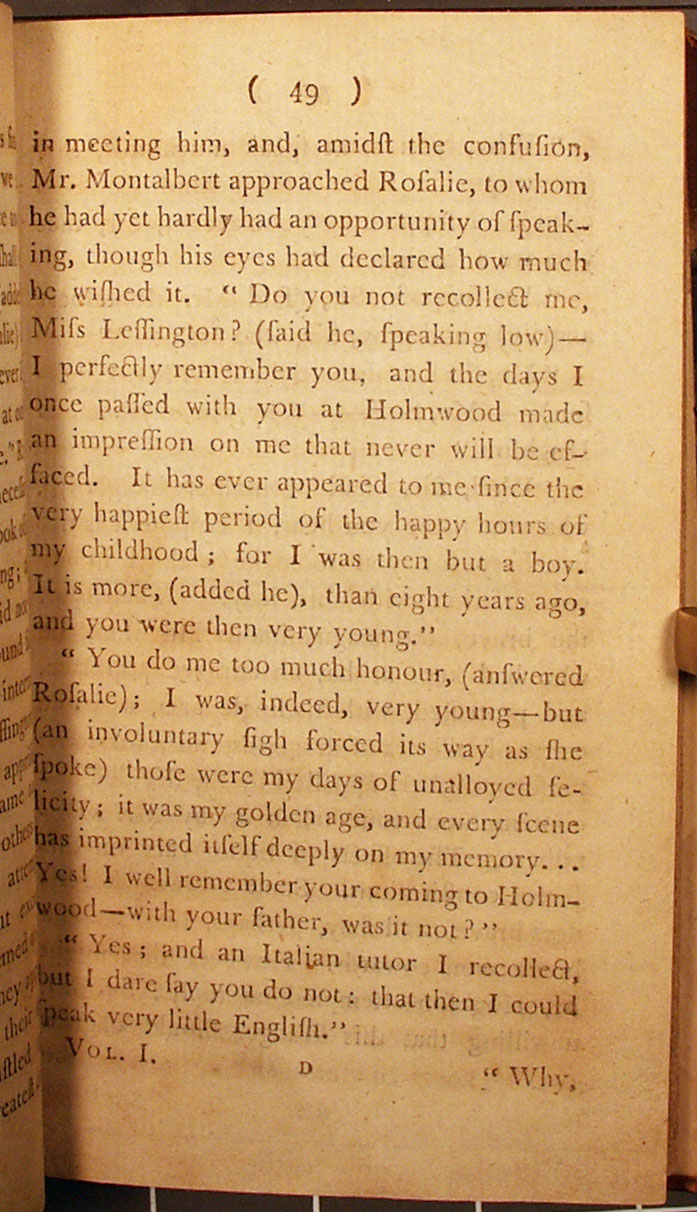 ( 49 )
in meeting him, and, amidſt the confuſion,
Mr. Montalbert approached Roſalie, to whom
he had yet hardly had an opportunity of ſpeak-
ing, though his eyes had declared how much
he wiſhed it. “ Do you not recollect me,
Miſs Leſſington? (ſaid he, ſpeaking low)—
I perfectly remember you, and the days I
once paſſed with you at Holmwood made
an impreſſion on me that never will be ef-
faced. It has ever appeared to me ſince the
very happieſt period of the happy hours of
my childhood ; for I was then but a boy.
It is more, (added he), than eight years ago,
and you were then very young.”
“ You do me too much honour, (anſwered
Roſalie); I was, indeed, very young—but
(an involuntary ſigh forced its way as ſhe
ſpoke) thoſe were my days of unalloyed fe-
licity ; it was my golden age, and every ſcene
has imprinted itſelf deeply on my memory. . .
Yes! I well remember your coming to Holm-
wood—with your father, was it not ? ”
“ Yes ; and an Italian tutor I recollect,
but I dare ſay you do not : that then I could
ſpeak very little Engliſh.”
VOL. I. D “ Why,